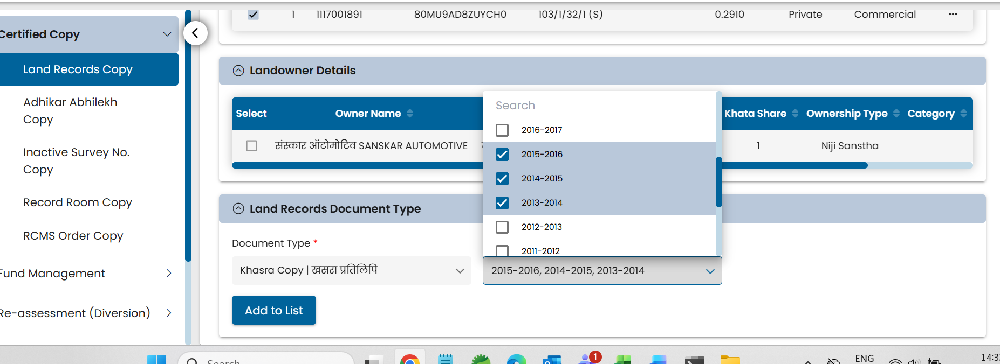 1 1117001891 80MU9AD8ZUYCH0 103/1/32/1 (S) 0.2910 Private Commercial ...
Certified Copy
Land Records Copy
Adhikar Abhilekh
Copy
Inactive Survey No.
Copy
Record Room Copy
RCMS Order Copy
Fund Management
Re-assessment (Diversion)
Landowner Details
Select Owner Name Khata Share Ownership Type Category
संस्कार ऑटोमोटिव SANSKAR AUTOMOTIVE 1 Niji Sanstha
Search
2016-2017
2015-2016
2014-2015
2013-2014
2012-2013
2011-2012
Land Records Document Type
Document Type *
Khasra Copy | खसरा प्रतिलिपि
2015-2016, 2014-2015, 2013-2014
Add to List
Search 1 ENG